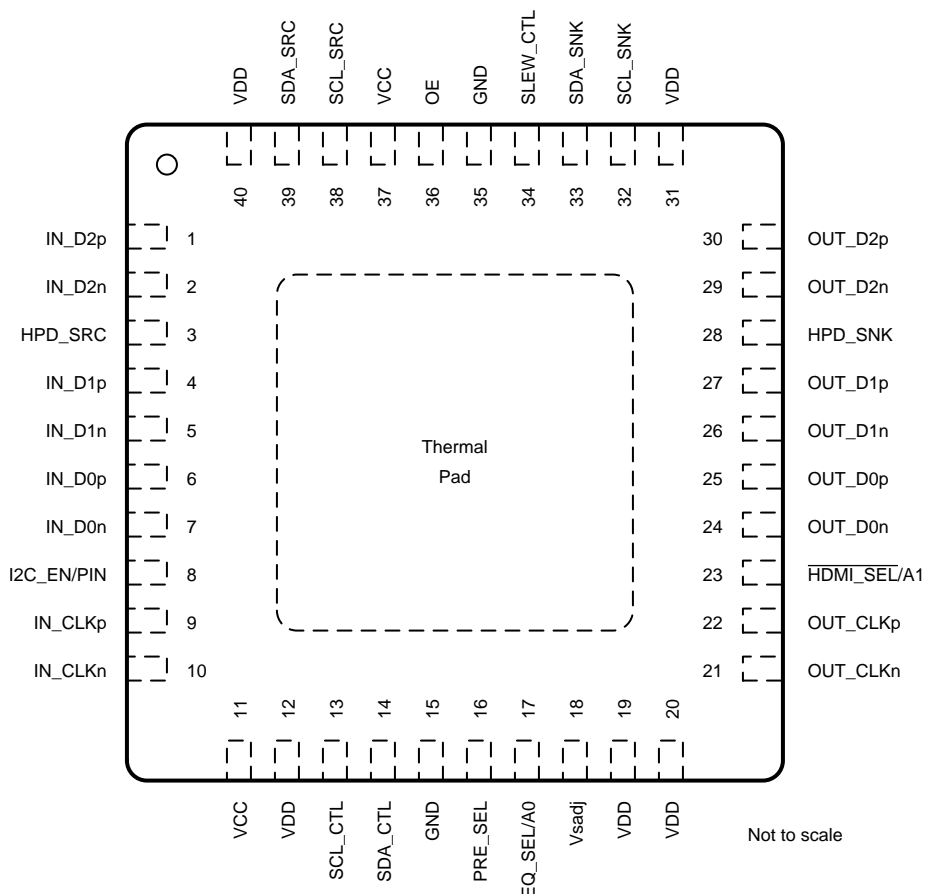 VDD
SDA_SRC
SCL_SRC
VCC
OE
GND
SLEW_CTL
SDA_SNK
SCL_SNK
VDD
40
39
38
37
36
35
34
33
32
31
IN_D2p 1
IN_D2n 2
HPD_SRC 3
IN_D1p 4
IN_D1n 5
IN_D0p 6
IN_D0n 7
I2C_EN/PIN 8
IN_CLKp 9
IN_CLKn 10
Thermal
Pad
30 OUT_D2p
29 OUT_D2n
28 HPD_SNK
27 OUT_D1p
26 OUT_D1n
25 OUT_D0p
24 OUT_D0n
23 HDMI_SEL/A1
22 OUT_CLKp
21 OUT_CLKn
11
12
13
14
15
16
17
18
19
20
VCC
VDD
SCL_CTL
SDA_CTL
GND
PRE_SEL
EQ_SEL/A0
Vsadj
VDD
VDD
Not to scale